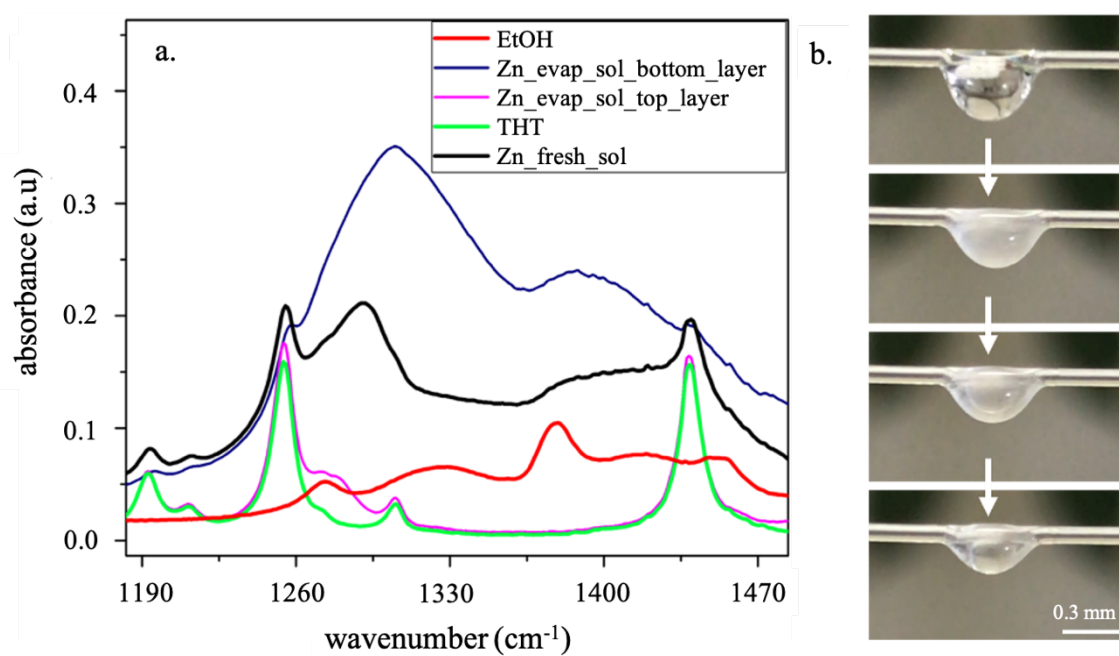 a.
EtOH
Zn_evap_sol_bottom_layer
Zn_evap_sol_top_layer
THT
Zn_fresh_sol
absorbance (a.u)
0.4
0.3
0.2
0.1
0.0
1190 1260 1330 1400 1470
wavenumber (cm⁻¹)
b.
0.3 mm